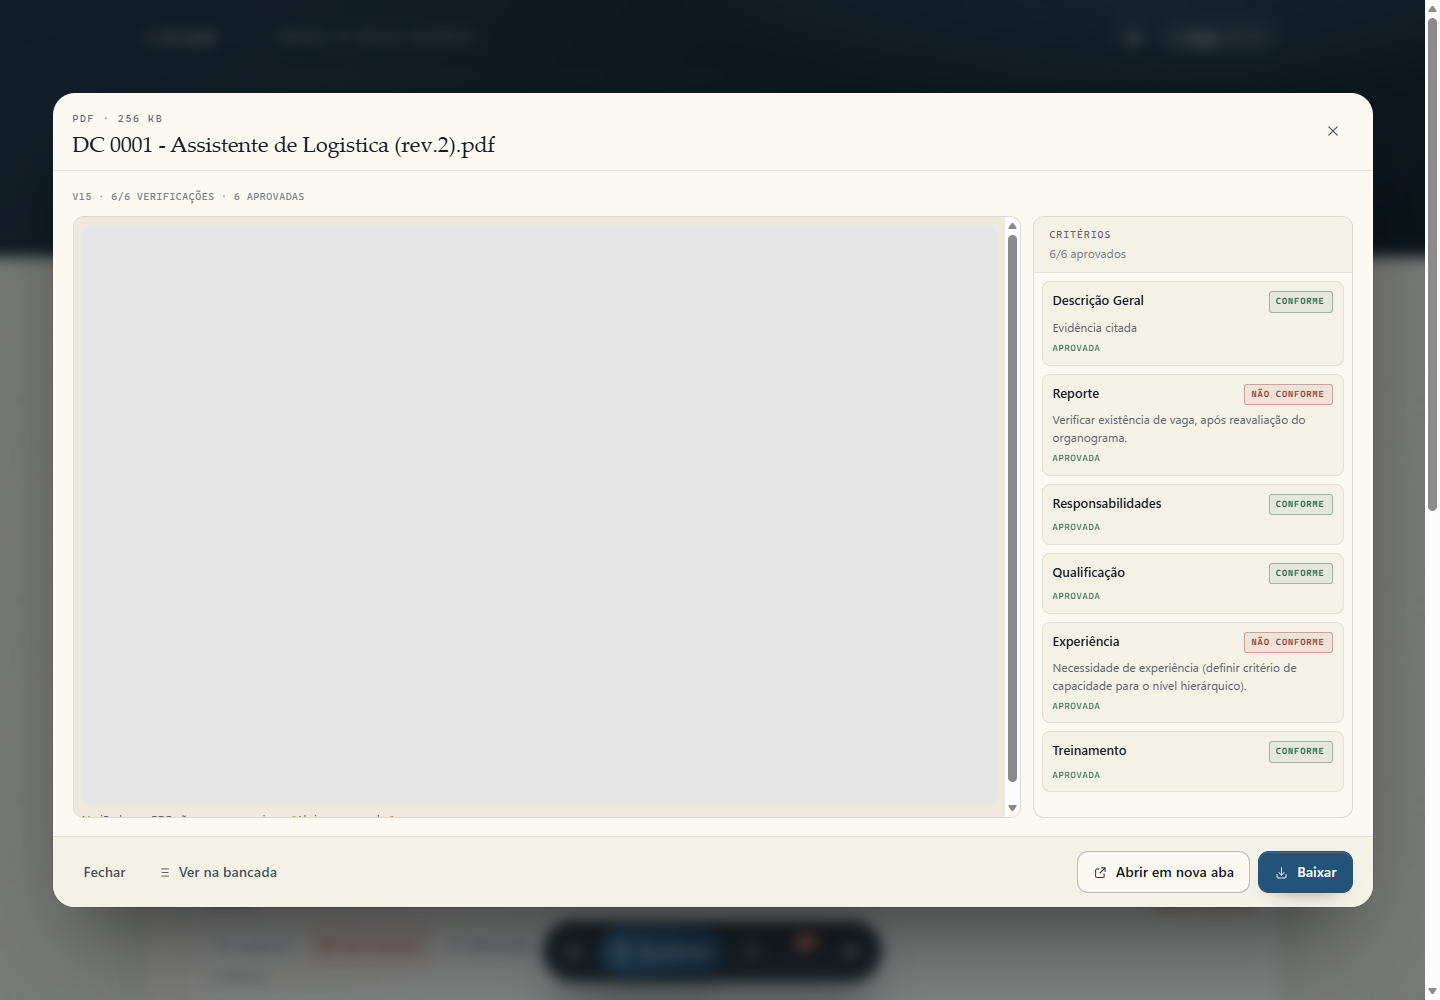 PDF · 256 KB
DC 0001 - Assistente de Logistica (rev.2).pdf
V15 · 6/6 VERIFICAÇÕES · 6 APROVADAS
CRITÉRIOS
6/6 aprovados
Descrição Geral
CONFORME
Evidência citada
APROVADA
Reporte
NÃO CONFORME
Verificar existência de vaga, após reavaliação do
organograma.
APROVADA
Responsabilidades
CONFORME
APROVADA
Qualificação
CONFORME
APROVADA
Experiência
NÃO CONFORME
Necessidade de experiência (definir critério de
capacidade para o nível hierárquico).
APROVADA
Treinamento
CONFORME
APROVADA
Fechar
Ver na bancada
Abrir em nova aba
Baixar